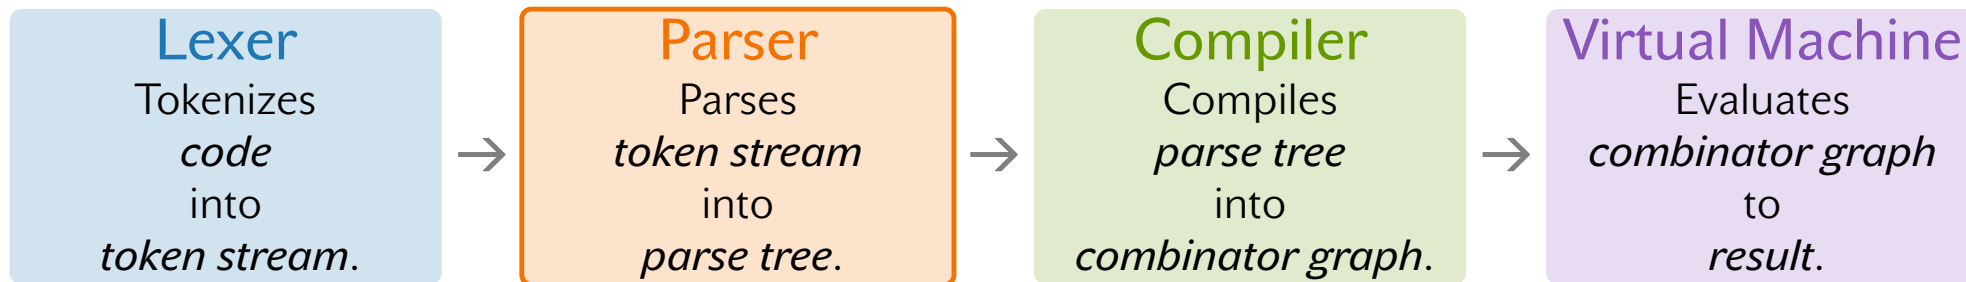 Lexer
Tokenizes
code
into
token stream.
→
Parser
Parses
token stream
into
parse tree.
→
Compiler
Compiles
parse tree
into
combinator graph.
→
Virtual Machine
Evaluates
combinator graph
to
result.